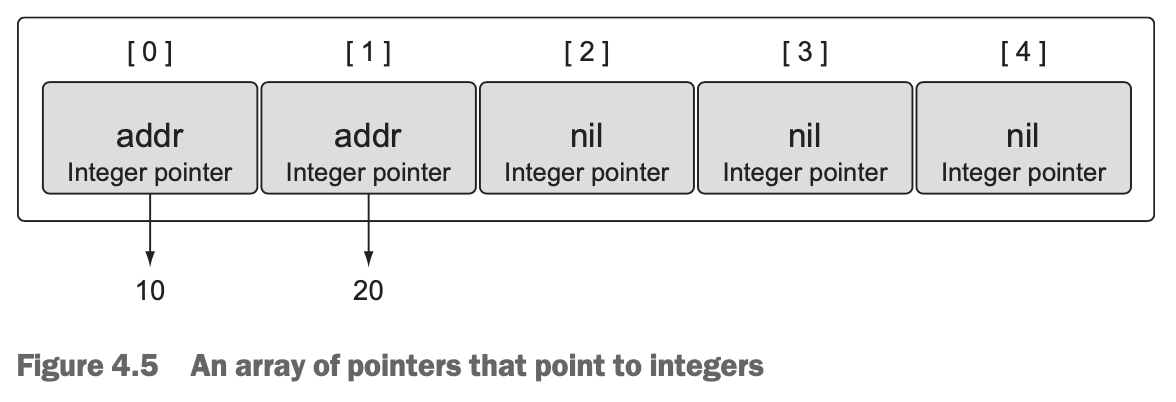 [ 0 ] [ 1 ] [ 2 ] [ 3 ] [ 4 ]
addr addr nil nil nil
Integer pointer Integer pointer Integer pointer Integer pointer Integer pointer
10 20
Figure 4.5 An array of pointers that point to integers